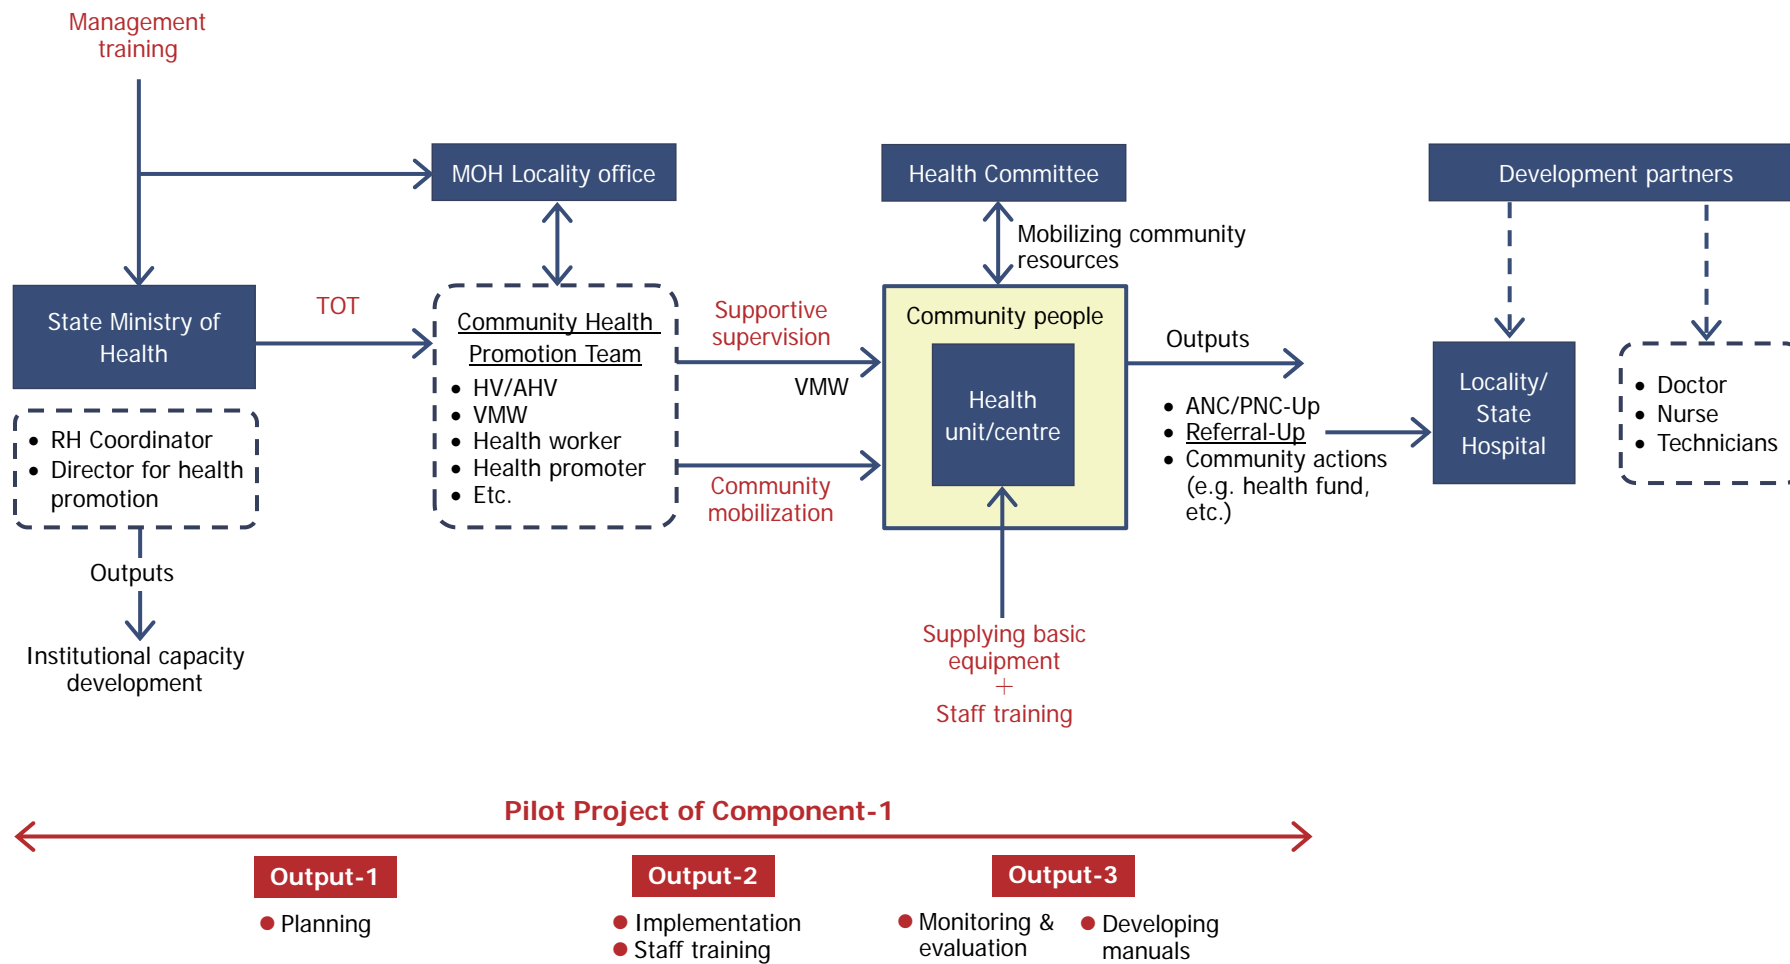 Management
training
MOH Locality office
Health Committee
Development partners
Mobilizing community
resources
State Ministry of
Health
TOT
Community Health
Promotion Team
• HV/AHV
• VMW
• Health worker
• Health promoter
• Etc.
Supportive
supervision
VMW
Community
mobilization
Community people
Health
unit/centre
Outputs
• ANC/PNC-Up
• Referral-Up
• Community actions
(e.g. health fund,
etc.)
Locality/
State
Hospital
• Doctor
• Nurse
• Technicians
• RH Coordinator
• Director for health
promotion
Outputs
Institutional capacity
development
Supplying basic
equipment
+
Staff training
Pilot Project of Component-1
Output-1
• Planning
Output-2
• Implementation
• Staff training
Output-3
• Monitoring &
evaluation
• Developing
manuals